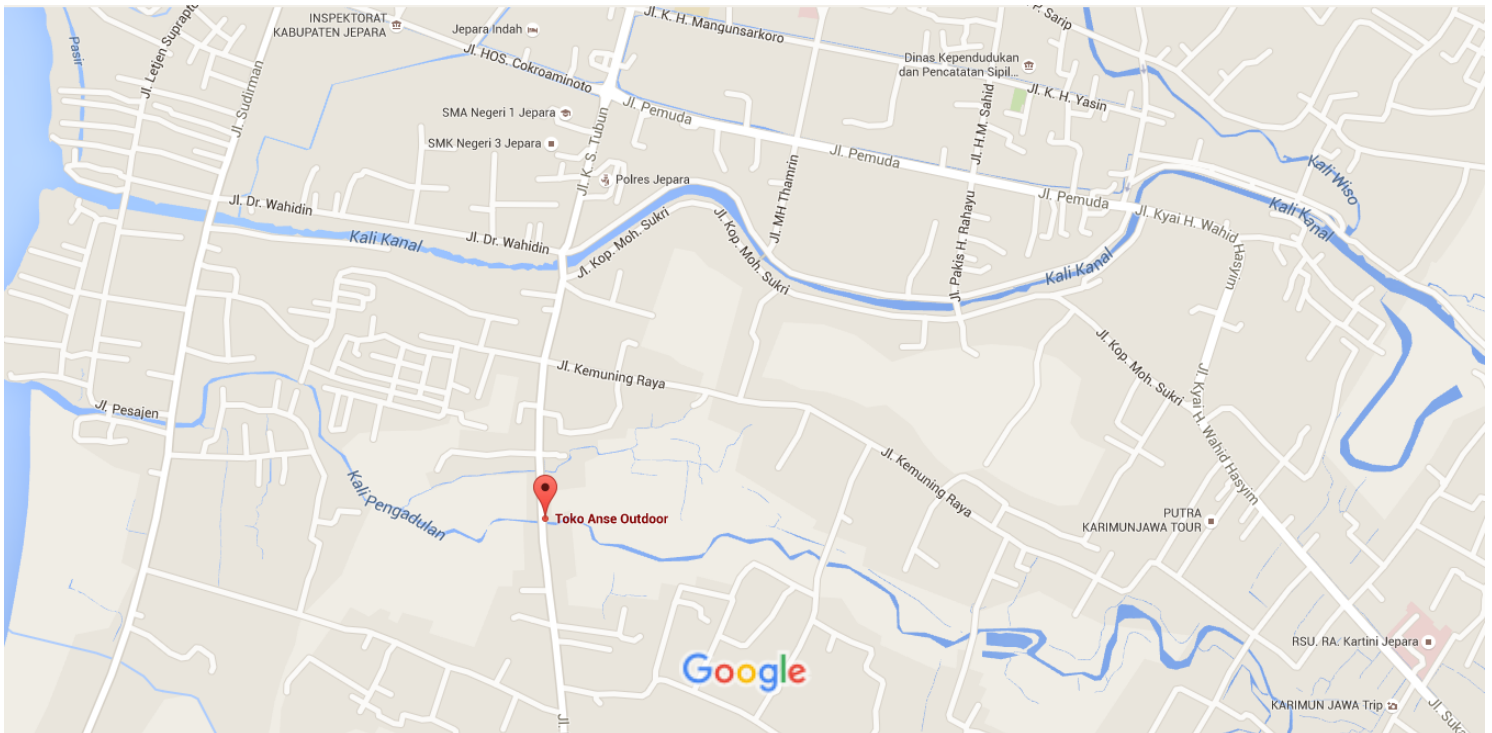 INSPEKTORAT
KABUPATEN JEPARA
Jepara Indah
Jl. K. H. Mangunsarkoro
P. Sarip
Pasir
Jl. Letjen Suprapto
Jl. Sudirman
Jl. HOS. Cokroaminoto
Dinas Kependudukan
dan Pencatatan Sipil...
Jl. K. H. Yasin
SMA Negeri 1 Jepara
Jl. Pemuda
Jl. H.M. Sahid
SMK Negeri 3 Jepara
Jl. K. S. Tubun
Jl. Pemuda
Kali Wiso
Polres Jepara
Jl. MH Thamrin
Jl. Pakis H. Rahayu
Jl. Pemuda
Jl. Dr. Wahidin
Jl. Kyai H. Wahid Hasyim
Kali Kanal
Kali Kanal
Jl. Dr. Wahidin
Jl. Kop. Moh. Sukri
Jl. Kop. Moh. Sukri
Kali Kanal
Jl. Kemuning Raya
Jl. Kop. Moh. Sukri
Jl. Kyai H. Wahid Hasyim
Jl. Pesajen
Jl. Kemuning Raya
Kali Pengadulan
Toko Anse Outdoor
PUTRA
KARIMUNJAWA TOUR
RSU. RA. Kartini Jepara
Google
KARIMUN JAWA Trip
Jl. Suka
Jl.